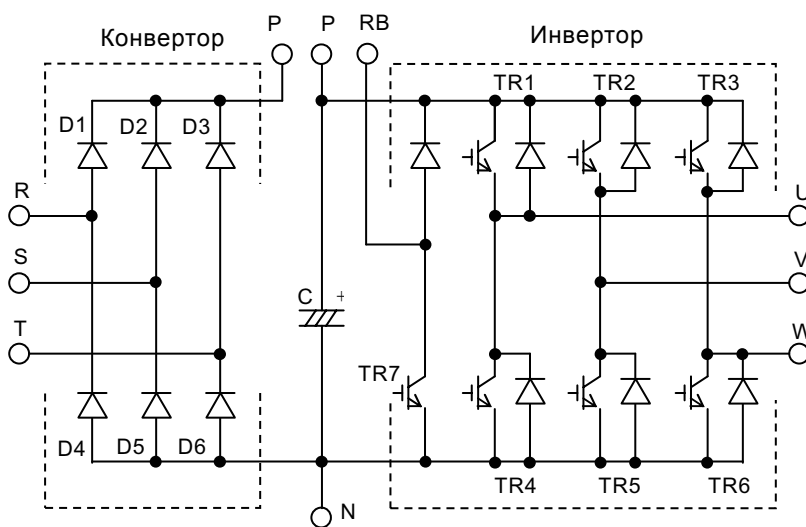 Конвертор
P
P
RB
Инвертор
TR1
TR2
TR3
D1
D2
D3
R
U
S
V
C
+
T
W
TR7
D4
D5
D6
TR4
TR5
TR6
N